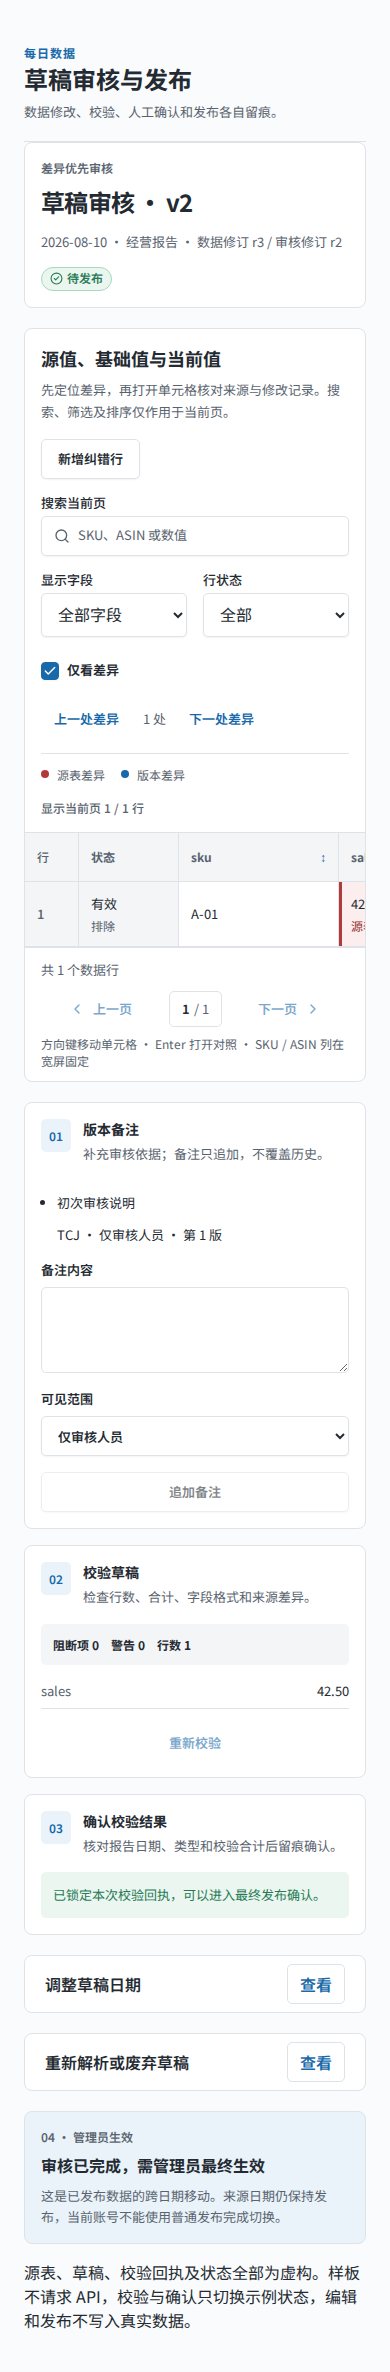 每日数据
草稿审核与发布
数据修改、校验、人工确认和发布各自留痕。
差异优先审核
草稿审核 · v2
2026-08-10 · 经营报告 · 数据修订 r3 / 审核修订 r2
待发布
源值、基础值与当前值
先定位差异，再打开单元格核对来源与修改记录。搜
索、筛选及排序仅作用于当前页。
新增纠错行
搜索当前页
SKU、ASIN 或数值
显示字段 行状态
全部字段 全部
仅看差异
上一处差异 1 处 下一处差异
源表差异 版本差异
显示当前页 1 / 1 行
行 状态 sku ↕
1 有效 A-01 42
排除
共 1 个数据行
上一页 1 / 1 下一页
方向键移动单元格 · Enter 打开对照 · SKU / ASIN 列在
宽屏固定
01 版本备注
补充审核依据；备注只追加，不覆盖历史。
初次审核说明
TCJ · 仅审核人员 · 第 1 版
备注内容
可见范围
仅审核人员
追加备注
02 校验草稿
检查行数、合计、字段格式和来源差异。
阻断项 0 警告 0 行数 1
sales 42.50
重新校验
03 确认校验结果
核对报告日期、类型和校验合计后留痕确认。
已锁定本次校验回执，可以进入最终发布确认。
调整草稿日期 查看
重新解析或废弃草稿 查看
04 · 管理员生效
审核已完成，需管理员最终生效
这是已发布数据的跨日期移动。来源日期仍保持发
布，当前账号不能使用普通发布完成切换。
源表、草稿、校验回执及状态全部为虚构。样板
不请求 API，校验与确认只切换示例状态，编辑
和发布不写入真实数据。